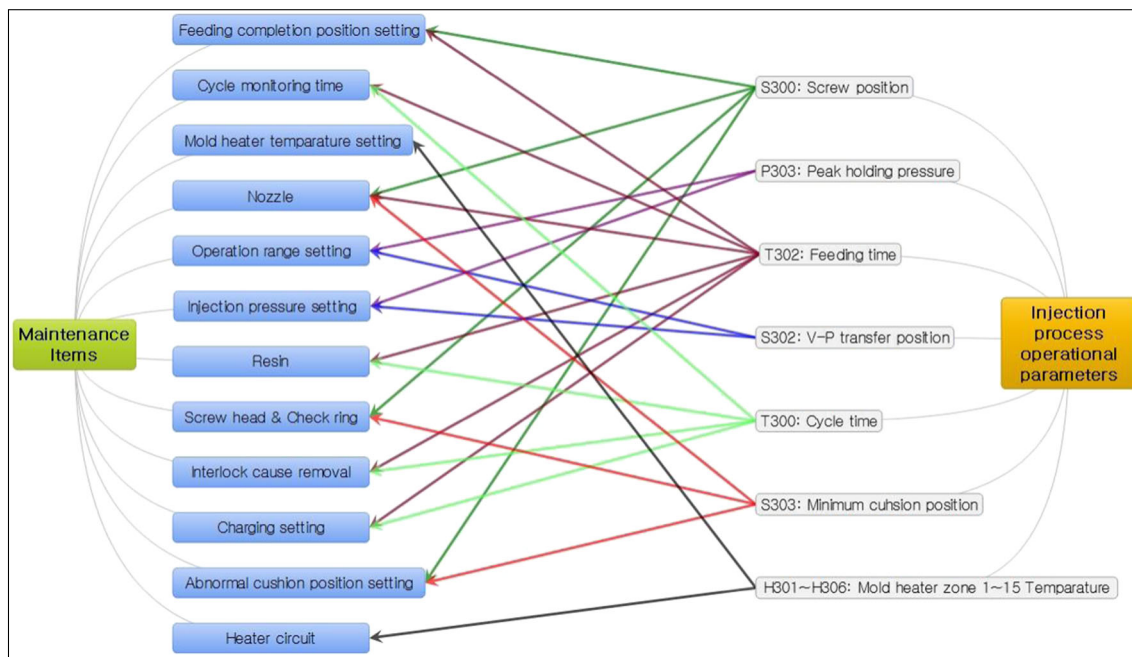 Feeding completion position setting
Cycle monitoring time
Mold heater temparature setting
Nozzle
Operation range setting
Injection pressure setting
Resin
Screw head & Check ring
Interlock cause removal
Charging setting
Abnormal cushion position setting
Heater circuit
Maintenance
Items
S300: Screw position
P303: Peak holding pressure
T302: Feeding time
S302: V-P transfer position
T300: Cycle time
S303: Minimum cuhsion position
H301~H306: Mold heater zone 1~15 Temparature
Injection
process
operational
parameters